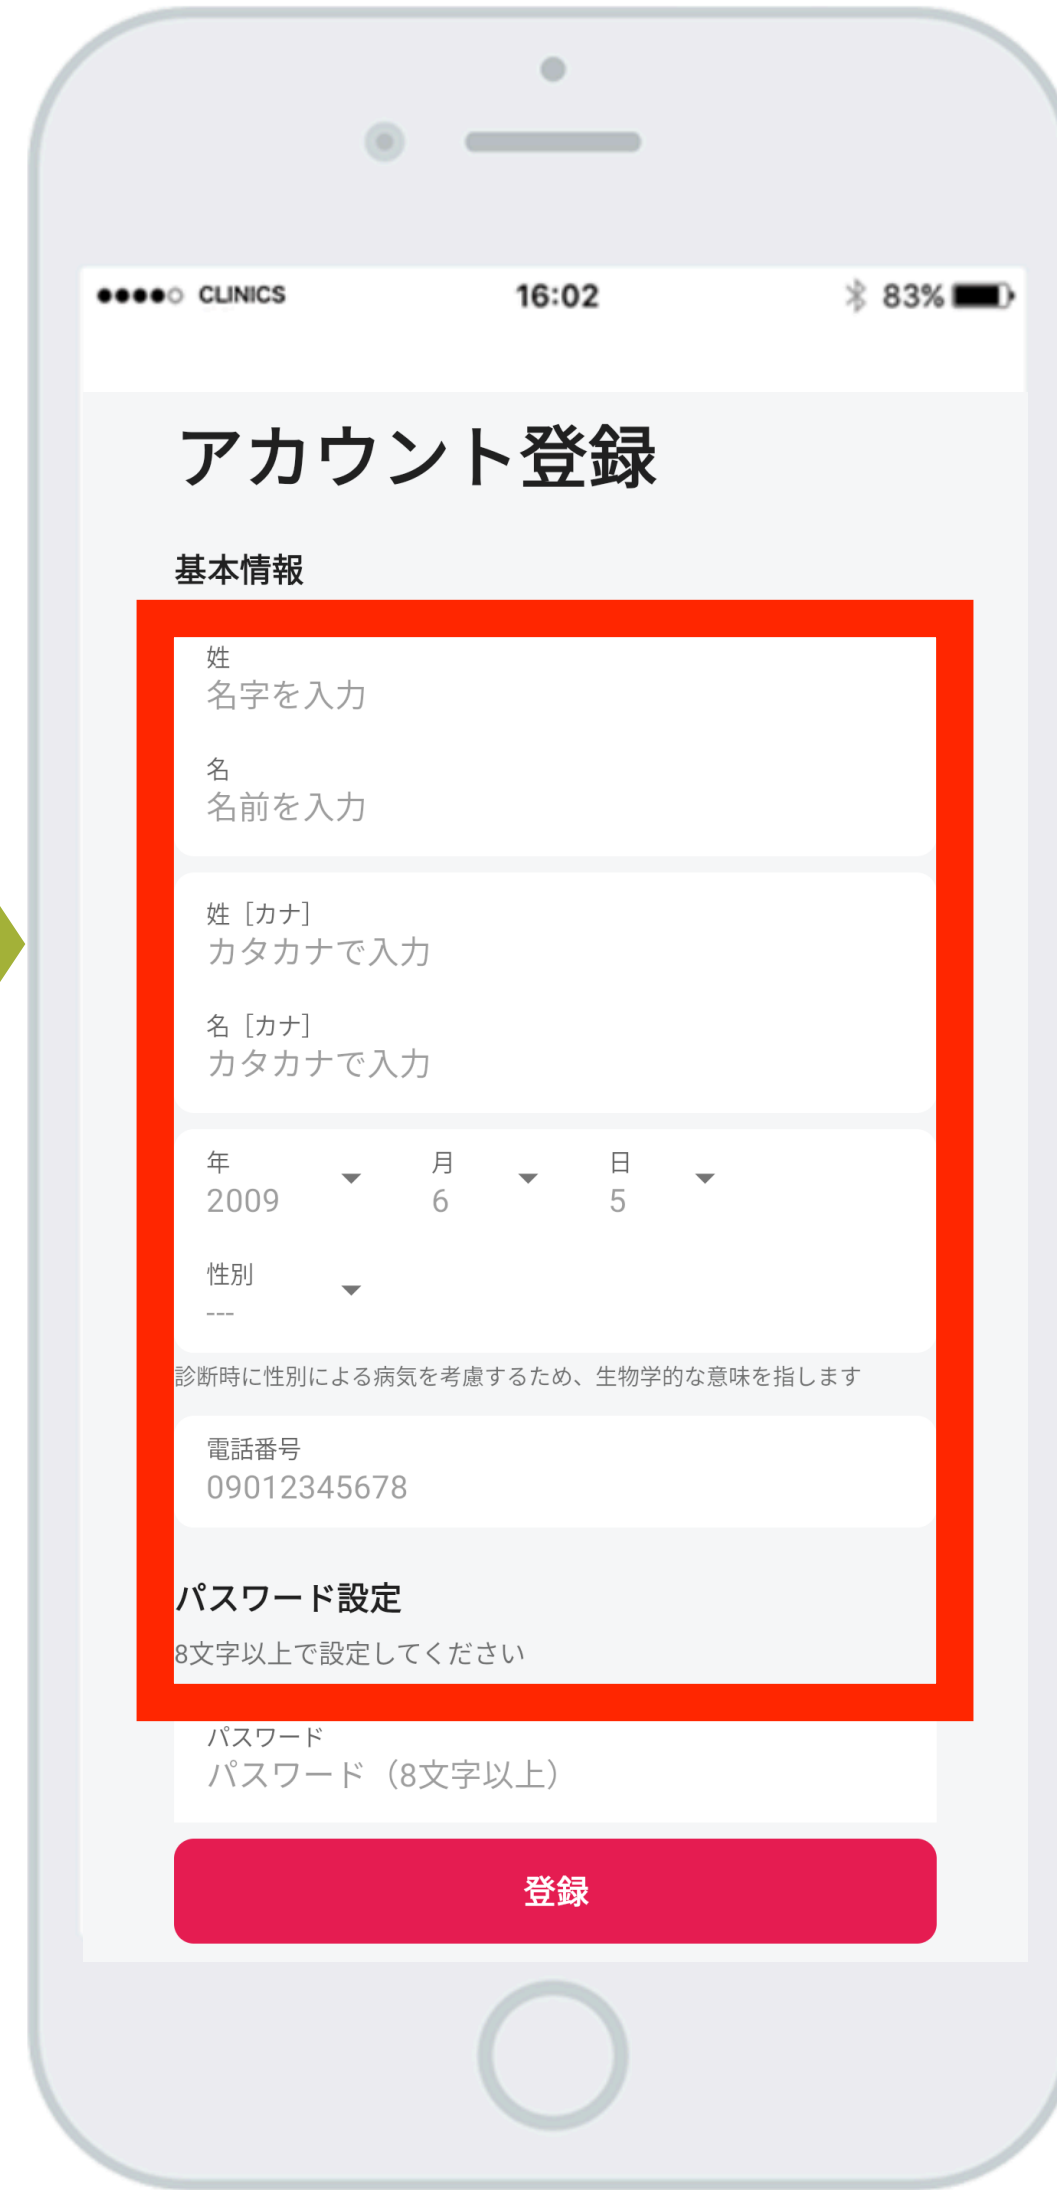 CLINICS 16:02 83%
アカウント登録
基本情報
姓
名字を入力
名
名前を入力
姓［カナ］
カタカナで入力
名［カナ］
カタカナで入力
年 月 日
2009 6 5
性別
---
診断時に性別による病気を考慮するため、生物学的な意味を指します
電話番号
09012345678
パスワード設定
8文字以上で設定してください
パスワード
パスワード（8文字以上）
登録